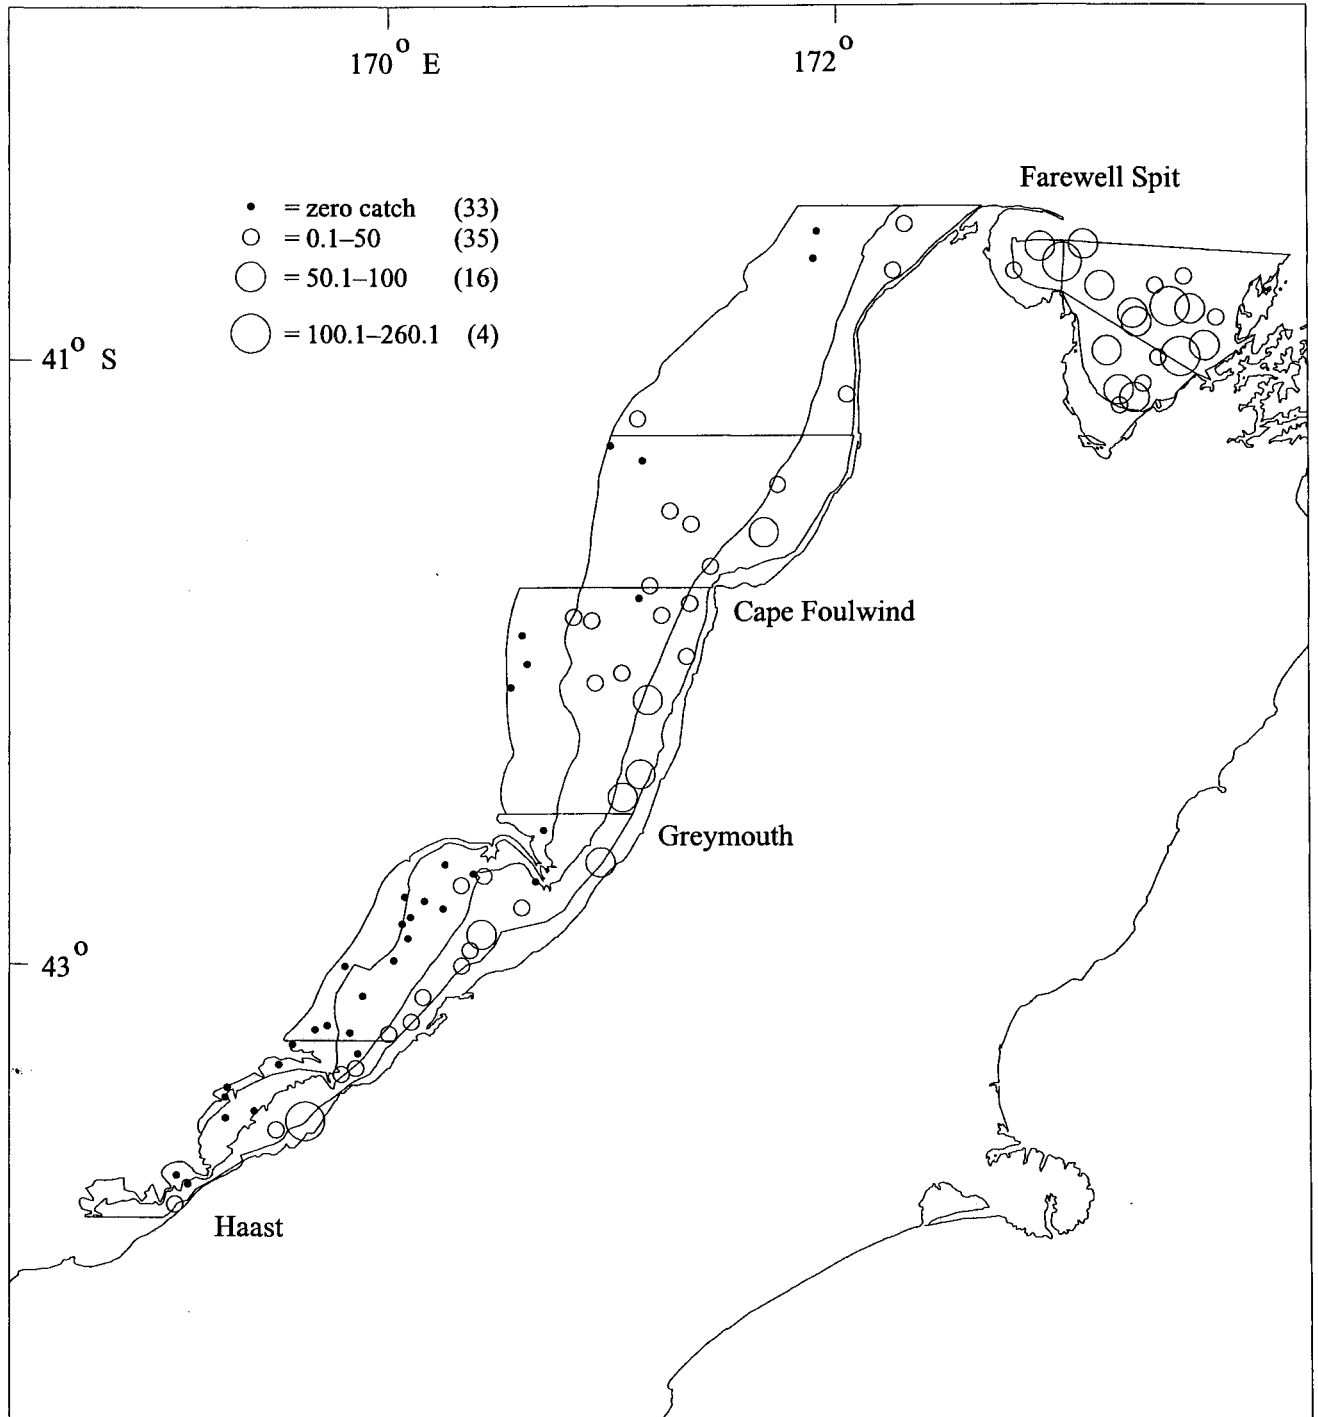 170° E
172°
Farewell Spit
• = zero catch (33)
○ = 0.1–50 (35)
○ = 50.1–100 (16)
○ = 100.1–260.1 (4)
41° S
Cape Foulwind
Greymouth
43°
Haast